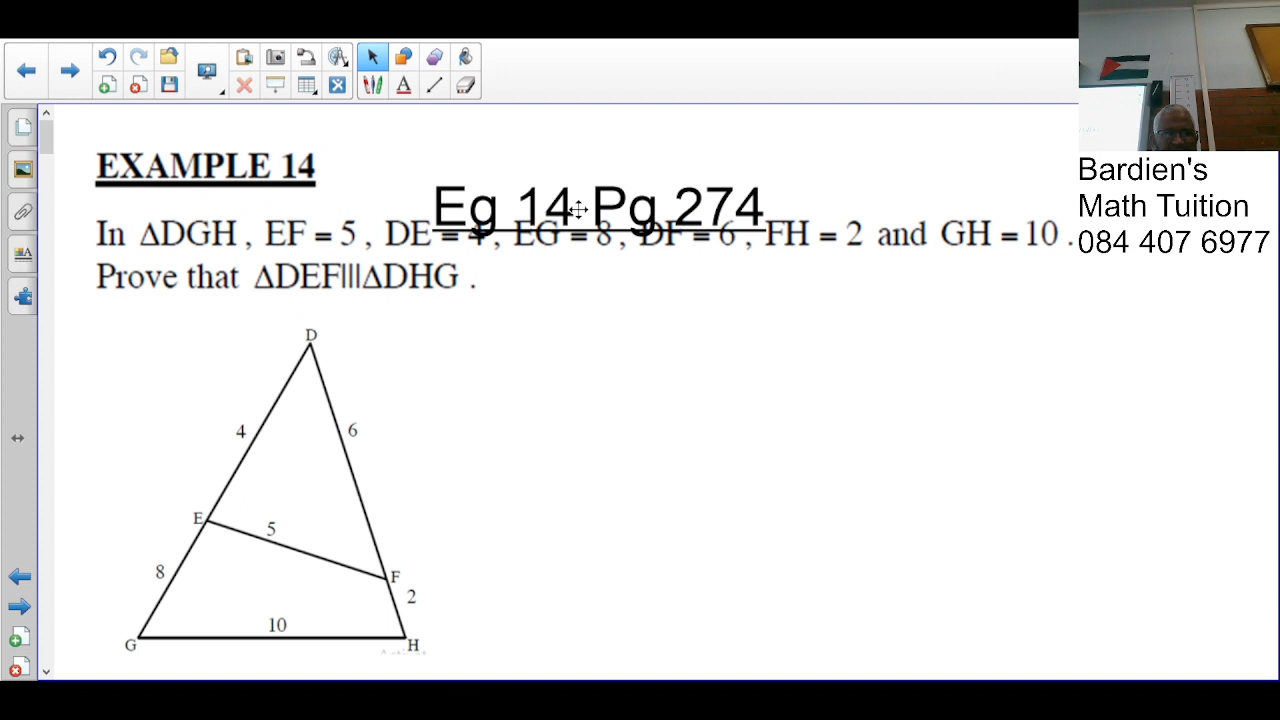 EXAMPLE 14
Eg 14 Pg 274
In ΔDGH, EF = 5, DE = 4, EG = 8, DF = 6, FH = 2 and GH = 10.
Prove that ΔDEF|||ΔDHG.
D
4
6
E
5
8
F
2
10
G
H
Bardien's
Math Tuition
084 407 6977